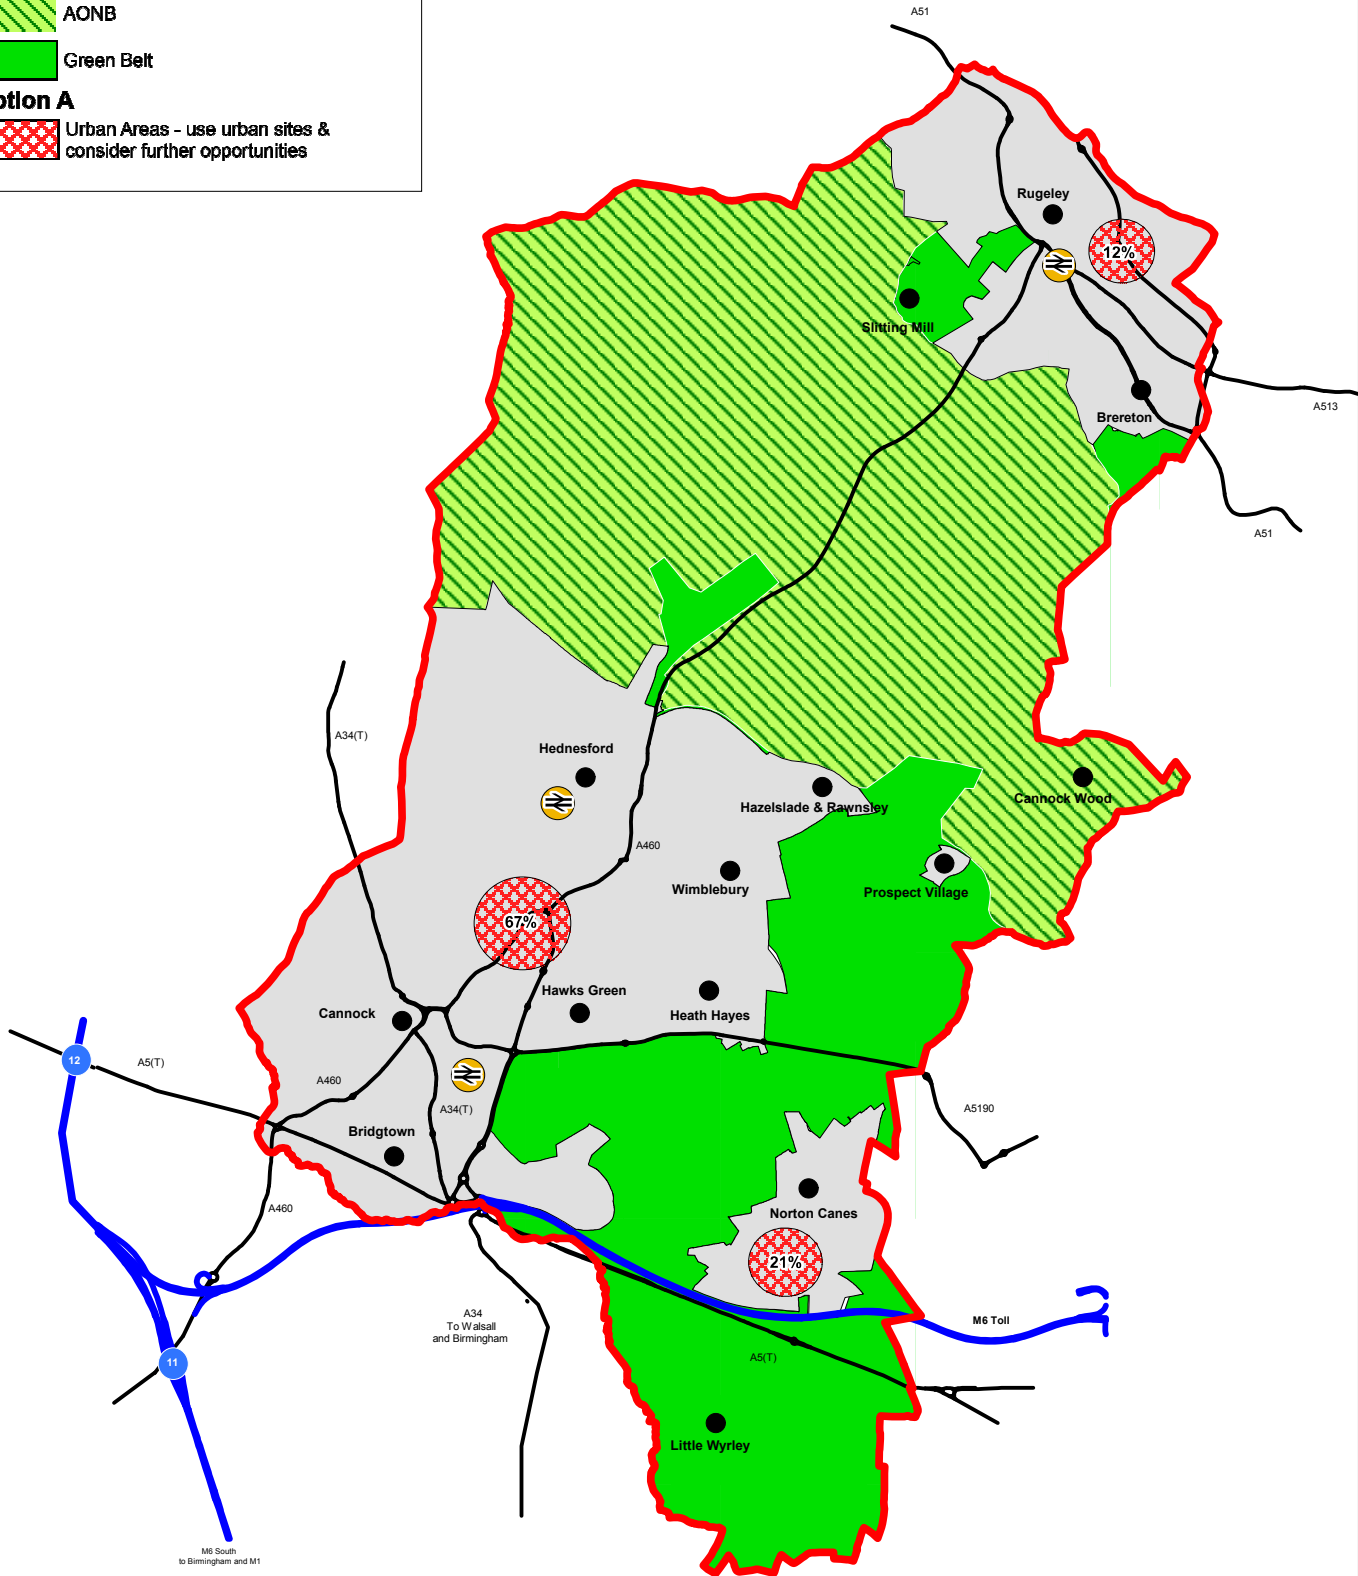 AONB
Green Belt
ption A
Urban Areas - use urban sites &
consider further opportunities
A51
Rugeley
12%
Slitting Mill
Brereton
A513
A51
A34(T)
Hednesford
Hazelslade & Rawnsley
Cannock Wood
A460
Wimblebury
Prospect Village
67%
Hawks Green
Heath Hayes
Cannock
12
A5(T)
A460
A34(T)
A5190
Bridgtown
A460
Norton Canes
21%
A34
To Walsall
and Birmingham
M6 Toll
A5(T)
11
Little Wyrley
M6 South
to Birmingham and M1